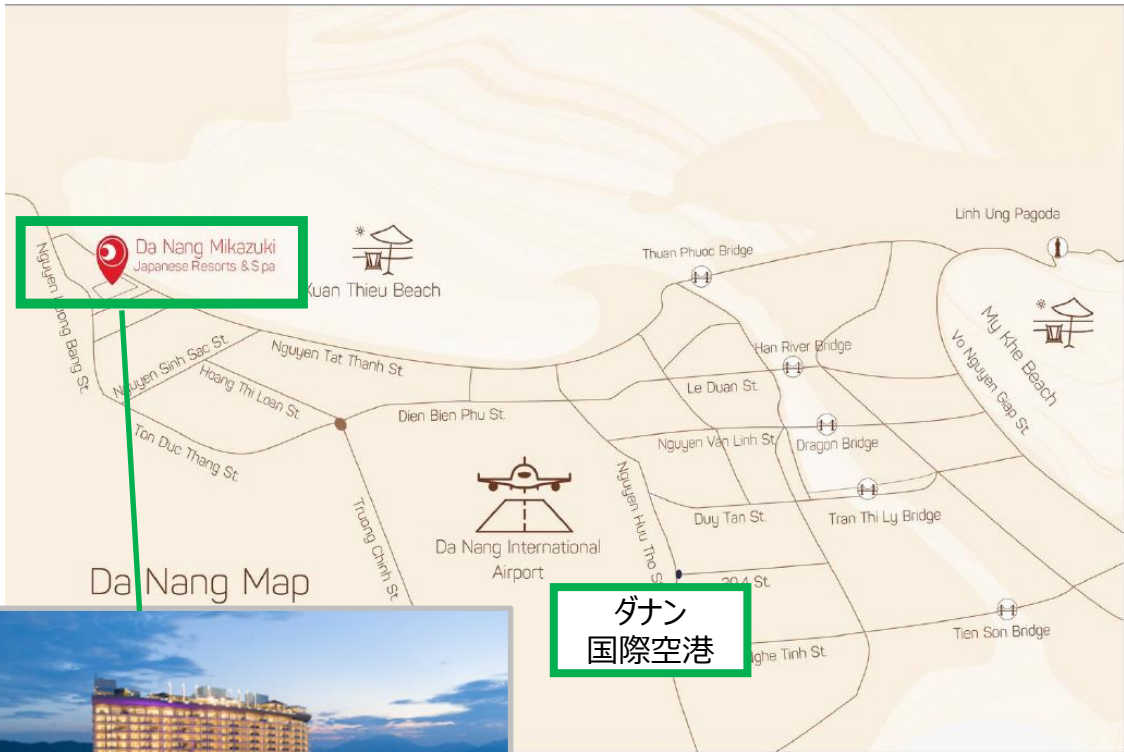 Linh Ung Pagoda
Da Nang Mikazuki
Japanese Resorts & Spa
Thuan Phuoc Bridge
Xuan Thieu Beach
My Khe Beach
Nguyen Luong Bang St.
Nguyen Tat Thanh St.
Han River Bridge
Vo Nguyen Giap St.
Nguyen Sinh Sac St.
Hoang Thi Loan St.
Le Duan St.
Dien Bien Phu St.
Ton Duc Thang St.
Nguyen Van Linh St.
Dragon Bridge
Nguyen Huu Tho St
Truong Chinh St.
Duy Tan St.
Tran Thi Ly Bridge
Da Nang International
Airport
Da Nang Map
St.
ダナン
国際空港
Tien Son Bridge
Nghe Tinh St.